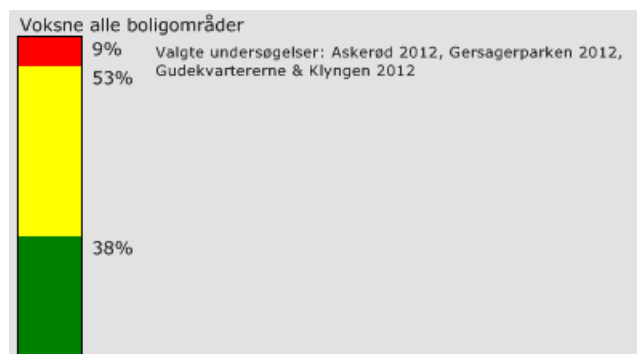 Voksne alle boligområder
9%
Valgte undersøgelser: Askerød 2012, Gersagerparken 2012,
Gudekvartererne & Klyngen 2012
53%
38%